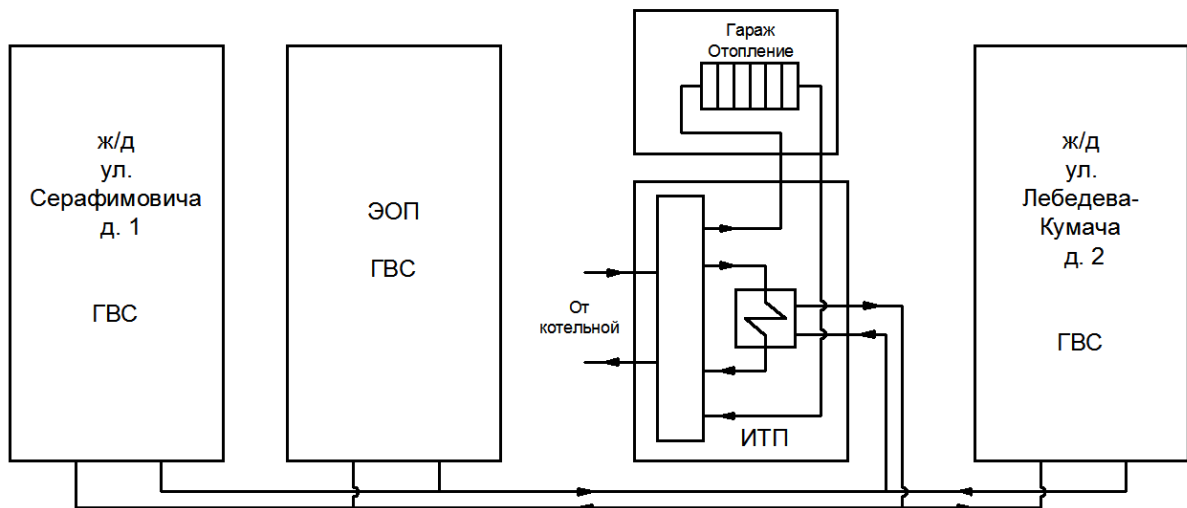 ж/д
ул.
Серафимовича
д. 1
ГВС
ЭОП
ГВС
Гараж
Отопление
От
котельной
ИТП
ж/д
ул.
Лебедева-
Кумача
д. 2
ГВС